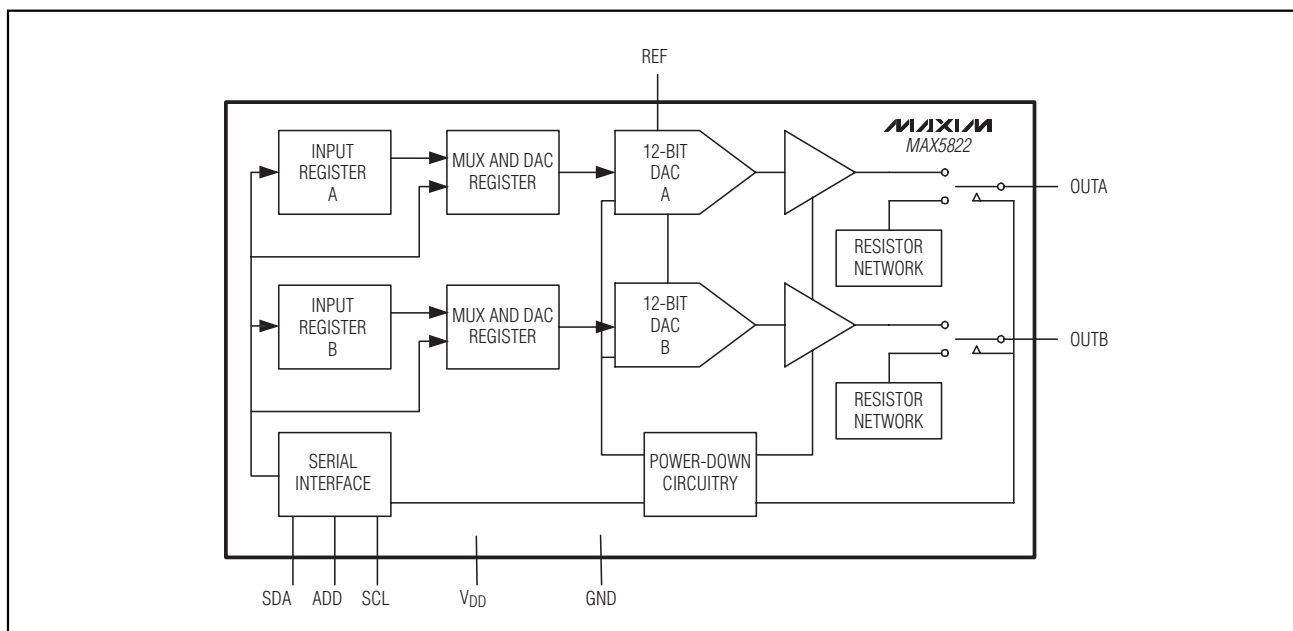 REF
MAXIM
MAX5822
INPUT
REGISTER
A
MUX AND DAC
REGISTER
12-BIT
DAC
A
OUTA
RESISTOR
NETWORK
INPUT
REGISTER
B
MUX AND DAC
REGISTER
12-BIT
DAC
B
OUTB
RESISTOR
NETWORK
SERIAL
INTERFACE
POWER-DOWN
CIRCUITRY
SDA ADD SCL VDD GND